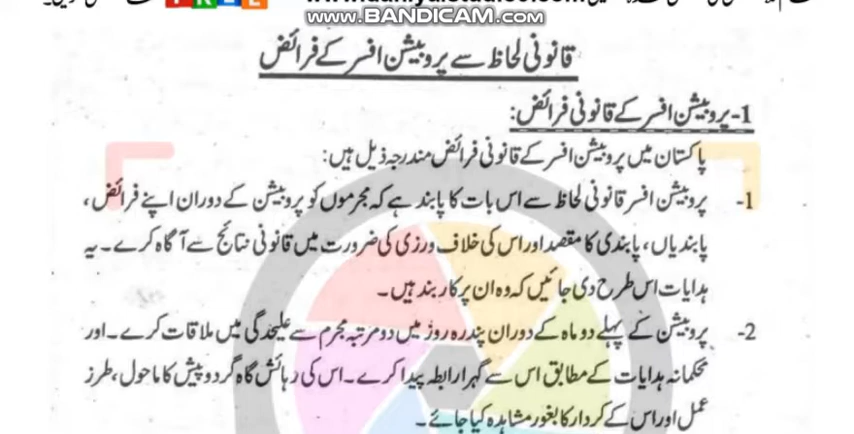 www.BANDICAM.com
قانونی لحاظ سے پروبیشن افسر کے فرائض
1- پروبیشن افسر کے قانونی فرائض:
پاکستان میں پروبیشن افسر کے قانونی فرائض مندرجہ ذیل ہیں:
1- پروبیشن افسر قانونی لحاظ سے اس بات کا پابند ہے کہ مجرموں کو پروبیشن کے دوران اپنے فرائض،
پابندیاں، پابندی کا مقصد اور اس کی خلاف ورزی کی ضرورت میں قانونی نتائج سے آگاہ کرے۔ یہ
ہدایات اس طرح دی جائیں کہ وہ ان پر کاربند ہیں۔
2- پروبیشن کے پہلے دو ماہ کے دوران پندرہ روز میں دو مرتبہ مجرم سے علیحدگی میں ملاقات کرے۔ اور
محکمانہ ہدایات کے مطابق اس سے گہرا رابطہ پیدا کرے۔ اس کی رہائش گاہ گردوپیش کا ماحول، طرز
عمل اور اس کے کردار کا بغور مشاہدہ کیا جائے۔